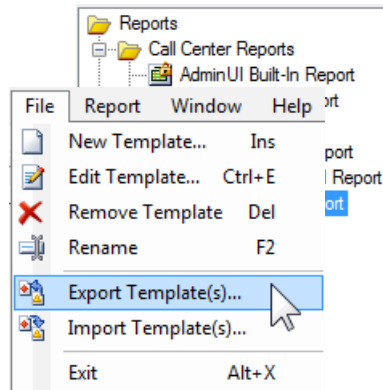 Reports
Call Center Reports
AdminUI Built-In Report
File Report Window Help
New Template... Ins
Edit Template... Ctrl+E
Report
Remove Template Del
Rename F2
Export Template(s)...
Import Template(s)...
Exit Alt+X